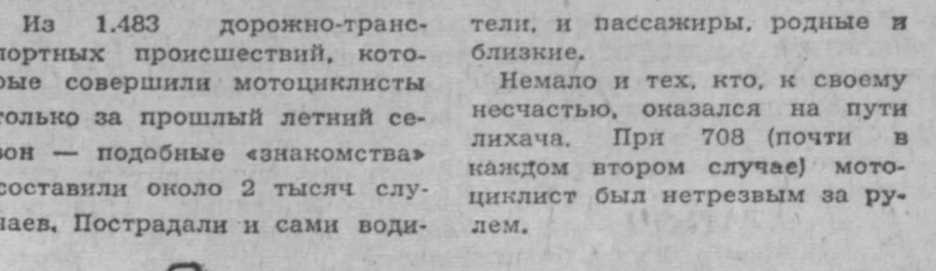 Из 1.483 дорожно-транс-
портных происшествий, кото-
рые совершили мотоциклисты
только за прошлый летний се-
зон — подобные «знакомства»
составили около 2 тысяч слу-
чаев. Пострадали и сами води-
тели, и пассажиры, родные и
близкие.
Немало и тех, кто, к своему
несчастью, оказался на пути
лихача. При 708 (почти в
каждом втором случае) мото-
циклист был нетрезвым за ру-
лем.